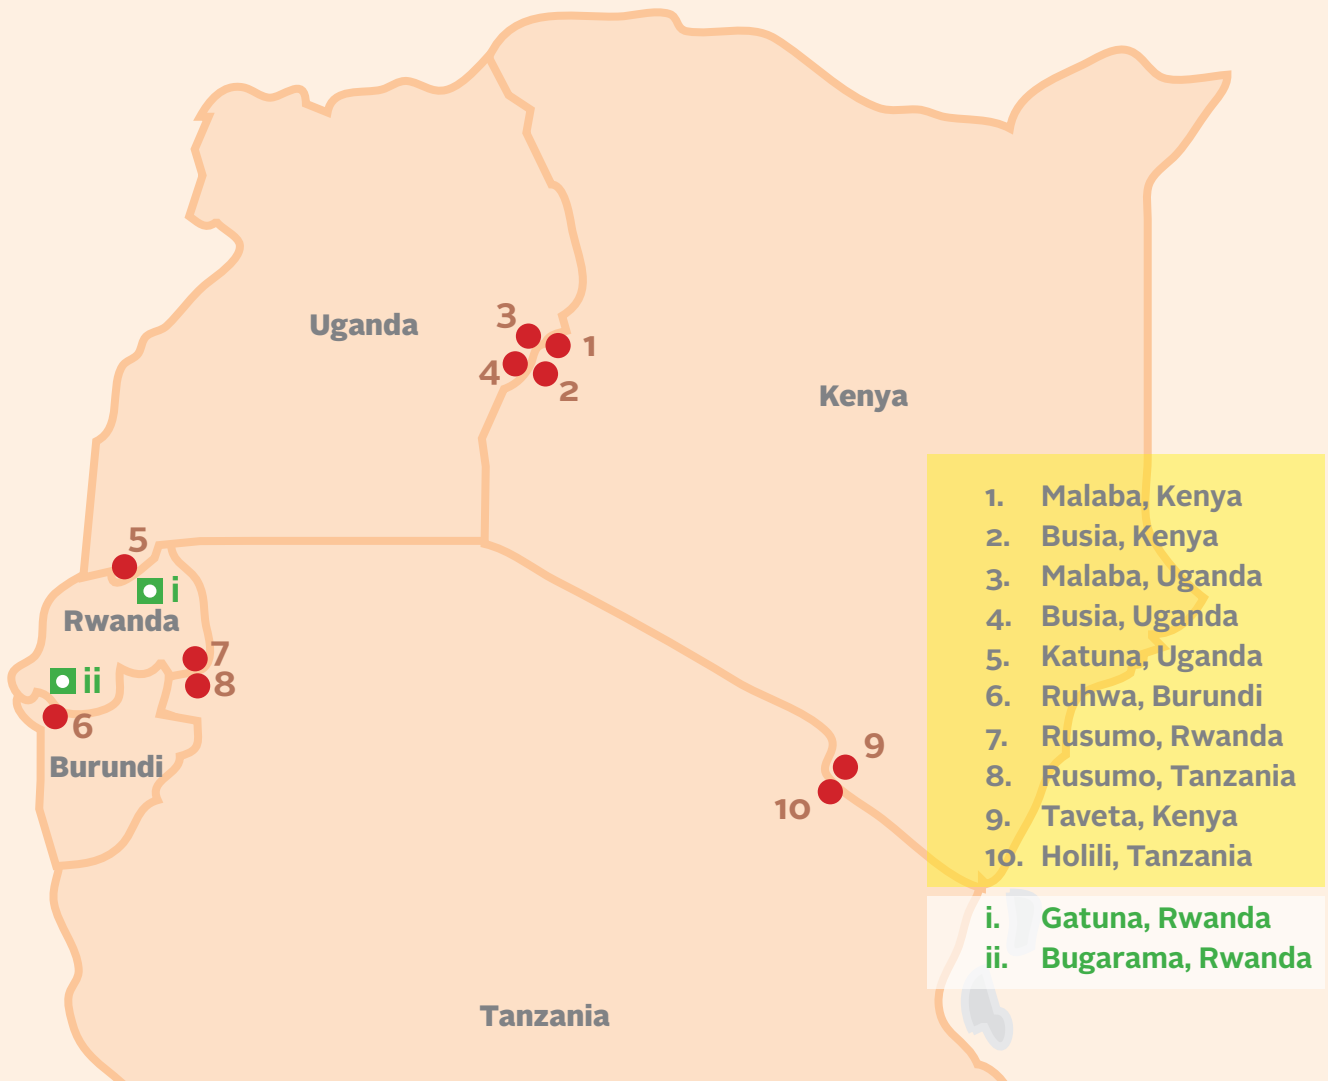 Uganda
3
1
4
2
Kenya
5
i
Rwanda
7
ii
8
6
Burundi
9
10
Tanzania
1. Malaba, Kenya
2. Busia, Kenya
3. Malaba, Uganda
4. Busia, Uganda
5. Katuna, Uganda
6. Ruhwa, Burundi
7. Rusumo, Rwanda
8. Rusumo, Tanzania
9. Taveta, Kenya
10. Holili, Tanzania
i. Gatuna, Rwanda
ii. Bugarama, Rwanda